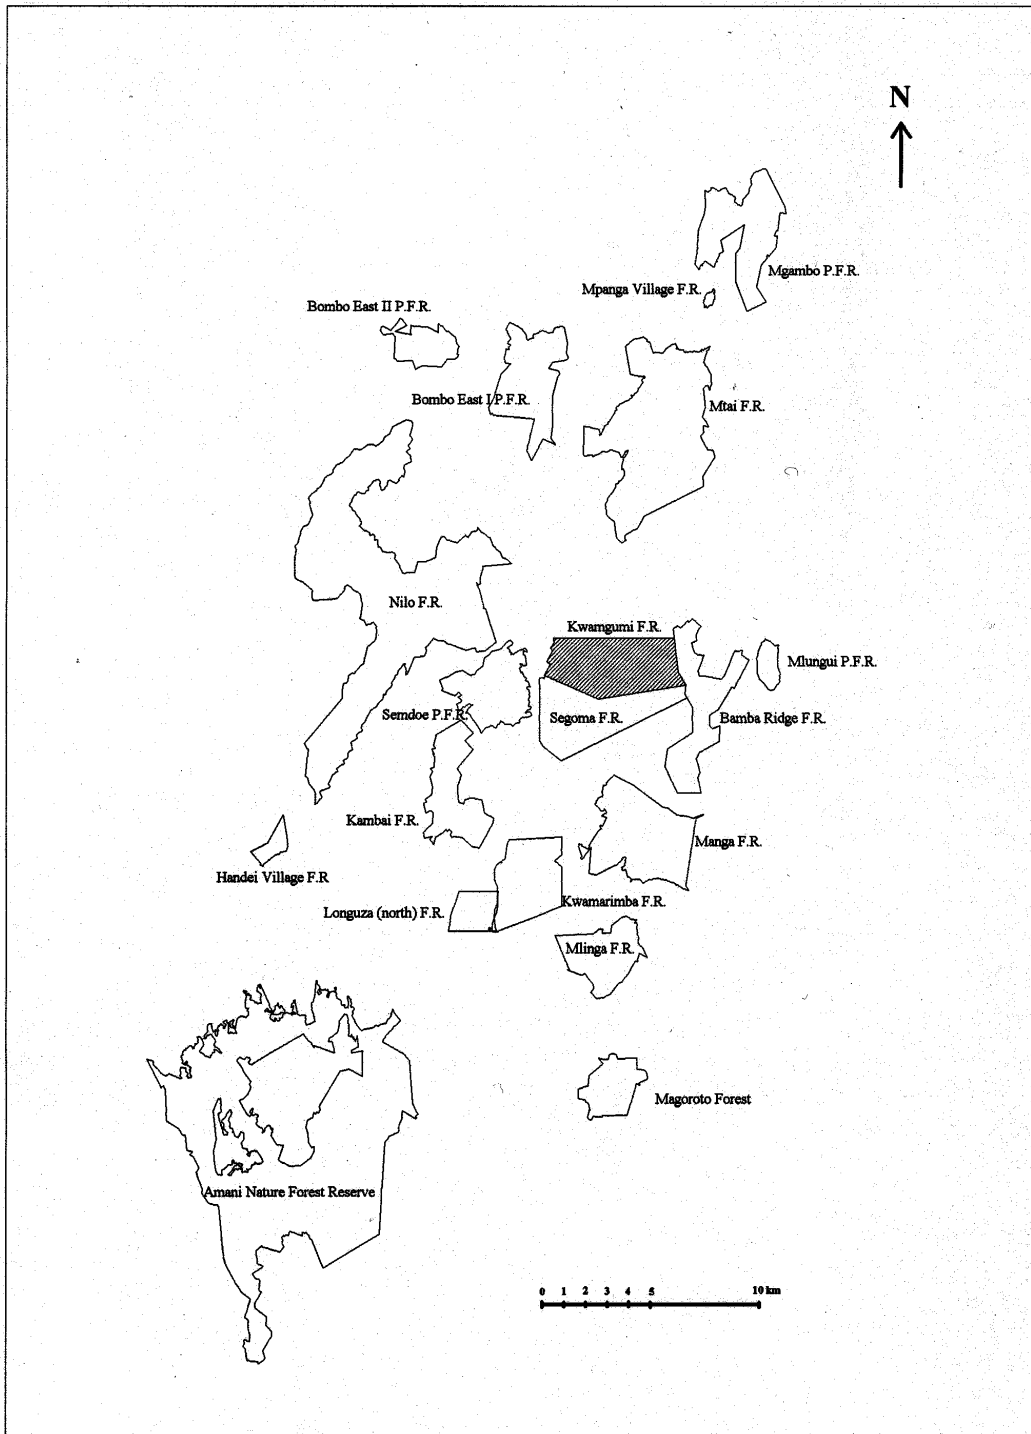 N
Mgambo P.F.R.
Mpanga Village F.R.
Bombo East II P.F.R.
Bombo East I P.F.R.
Mtai F.R.
Nilo F.R.
Kwamgumi F.R.
Mlungui P.F.R.
Semdoe P.F.R.
Segoma F.R.
Bamba Ridge F.R.
Kambai F.R.
Manga F.R.
Handei Village F.R
Kwamarimba F.R.
Longuza (north) F.R.
Mlinga F.R.
Magoroto Forest
Amani Nature Forest Reserve
0 1 2 3 4 5 10 km